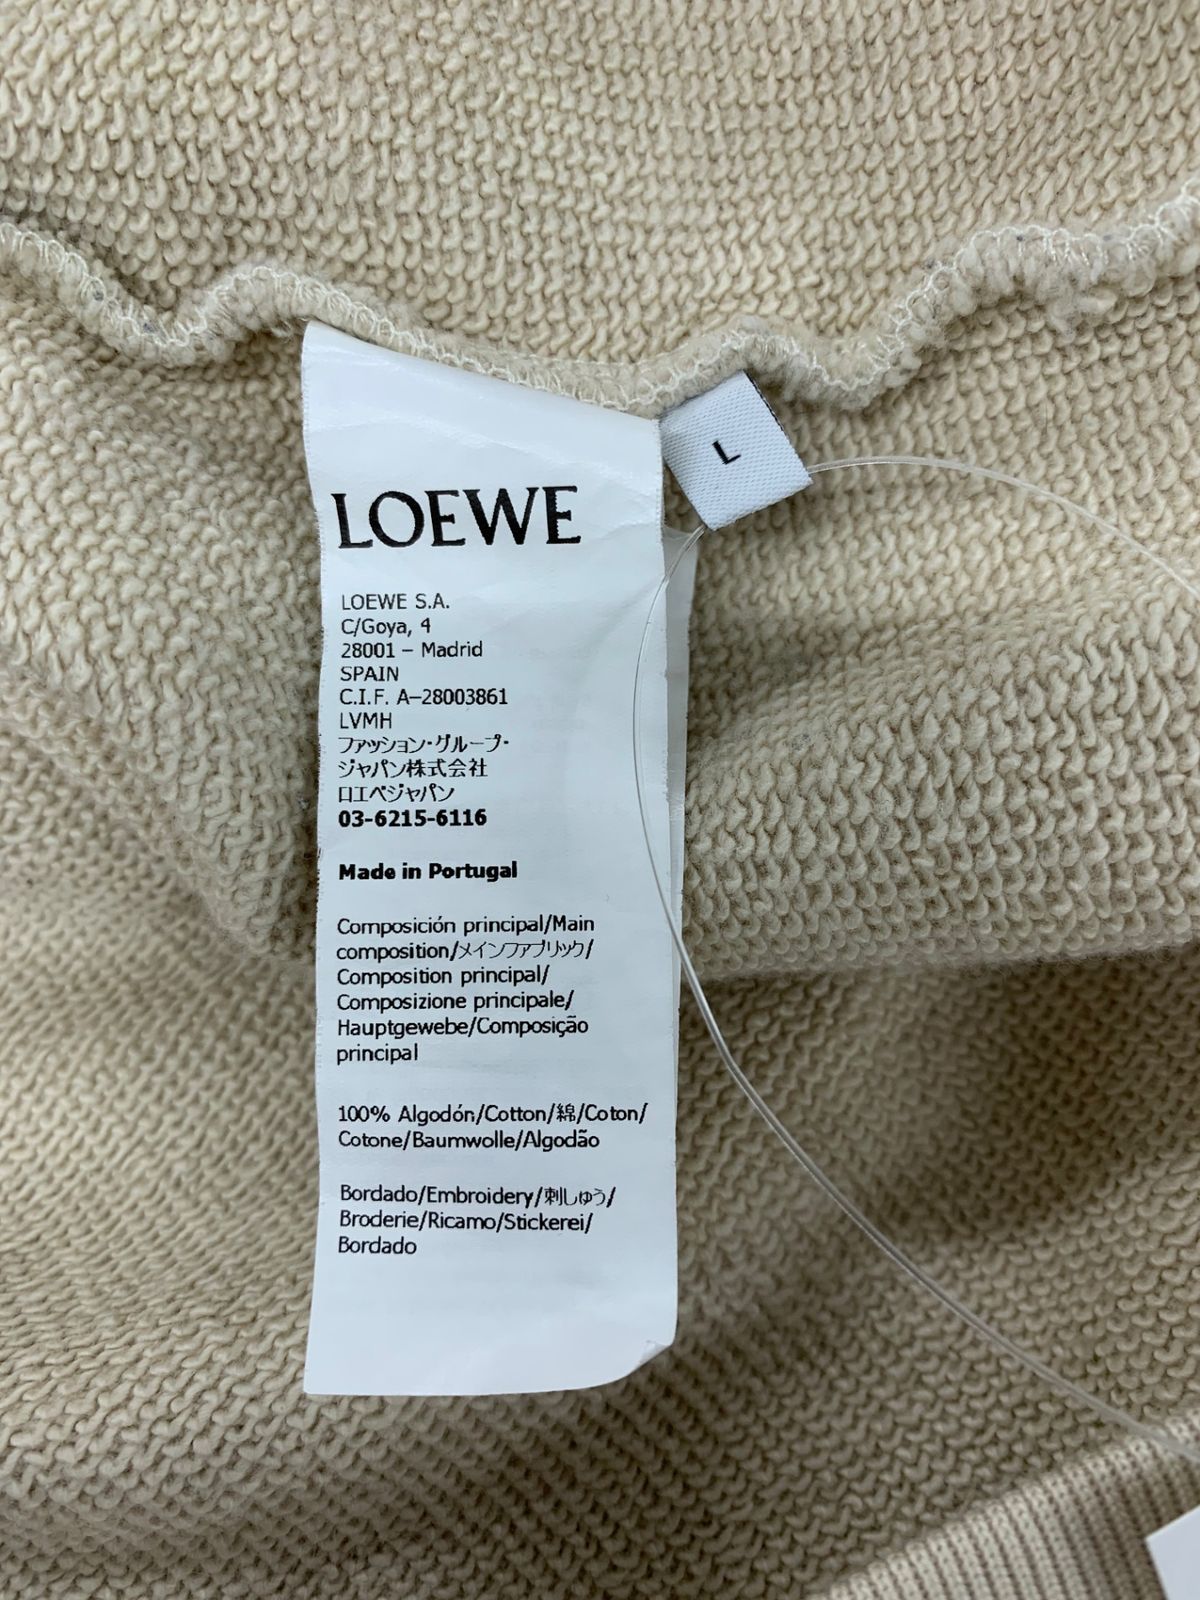 L
LOEWE
LOEWE S.A.
C/Goya, 4
28001 – Madrid
SPAIN
C.I.F. A–28003861
LVMH
ファッション・グループ・
ジャパン株式会社
ロエベジャパン
03-6215-6116
Made in Portugal
Composición principal/Main
composition/メインファブリック/
Composition principal/
Composizione principale/
Hauptgewebe/Composição
principal
100% Algodón/Cotton/綿/Coton/
Cotone/Baumwolle/Algodão
Bordado/Embroidery/刺しゅう/
Broderie/Ricamo/Stickerei/
Bordado